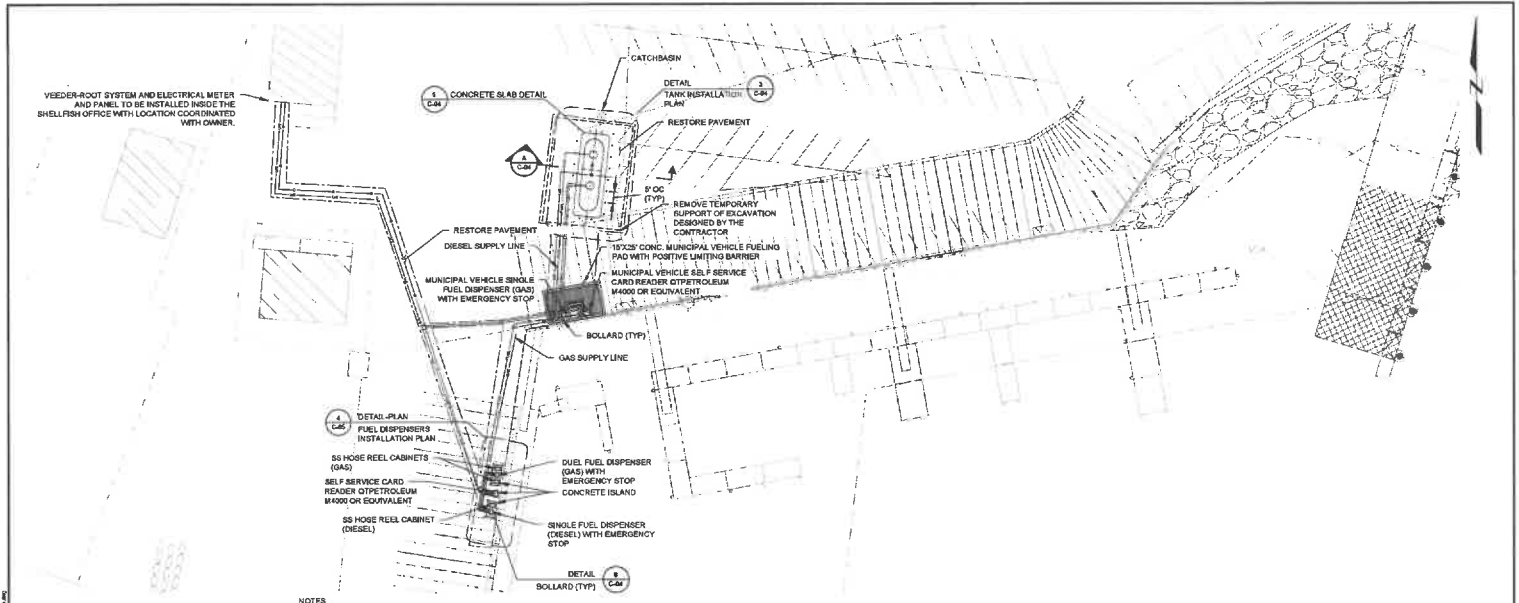 VEEDER-ROOT SYSTEM AND ELECTRICAL METER
AND PANEL TO BE INSTALLED INSIDE THE
SHELLFISH OFFICE WITH LOCATION COORDINATED
WITH OWNER.
CATCHBASIN
C-04
CONCRETE SLAB DETAIL
DETAIL
TANK INSTALLATION
PLAN
3
C-04
RESTORE PAVEMENT
A
C-04
5' OC
(TYP)
REMOVE TEMPORARY
SUPPORT OF EXCAVATION
DESIGNED BY THE
CONTRACTOR
RESTORE PAVEMENT
DIESEL SUPPLY LINE
15'X25' CONC. MUNICIPAL VEHICLE FUELING
PAD WITH POSITIVE LIMITING BARRIER
MUNICIPAL VEHICLE SINGLE
FUEL DISPENSER (GAS)
WITH EMERGENCY STOP
MUNICIPAL VEHICLE SELF SERVICE
CARD READER QTPETROLEUM
M4000 OR EQUIVALENT
BOLLARD (TYP)
GAS SUPPLY LINE
4
C-05
DETAIL-PLAN
FUEL DISPENSERS
INSTALLATION PLAN
SS HOSE REEL CABINETS
(GAS)
SELF SERVICE CARD
READER QTPETROLEUM
M4000 OR EQUIVALENT
SS HOSE REEL CABINET
(DIESEL)
DUEL FUEL DISPENSER
(GAS) WITH
EMERGENCY STOP
CONCRETE ISLAND
SINGLE FUEL DISPENSER
(DIESEL) WITH EMERGENCY
STOP
DETAIL
BOLLARD (TYP)
C-04
NOTES